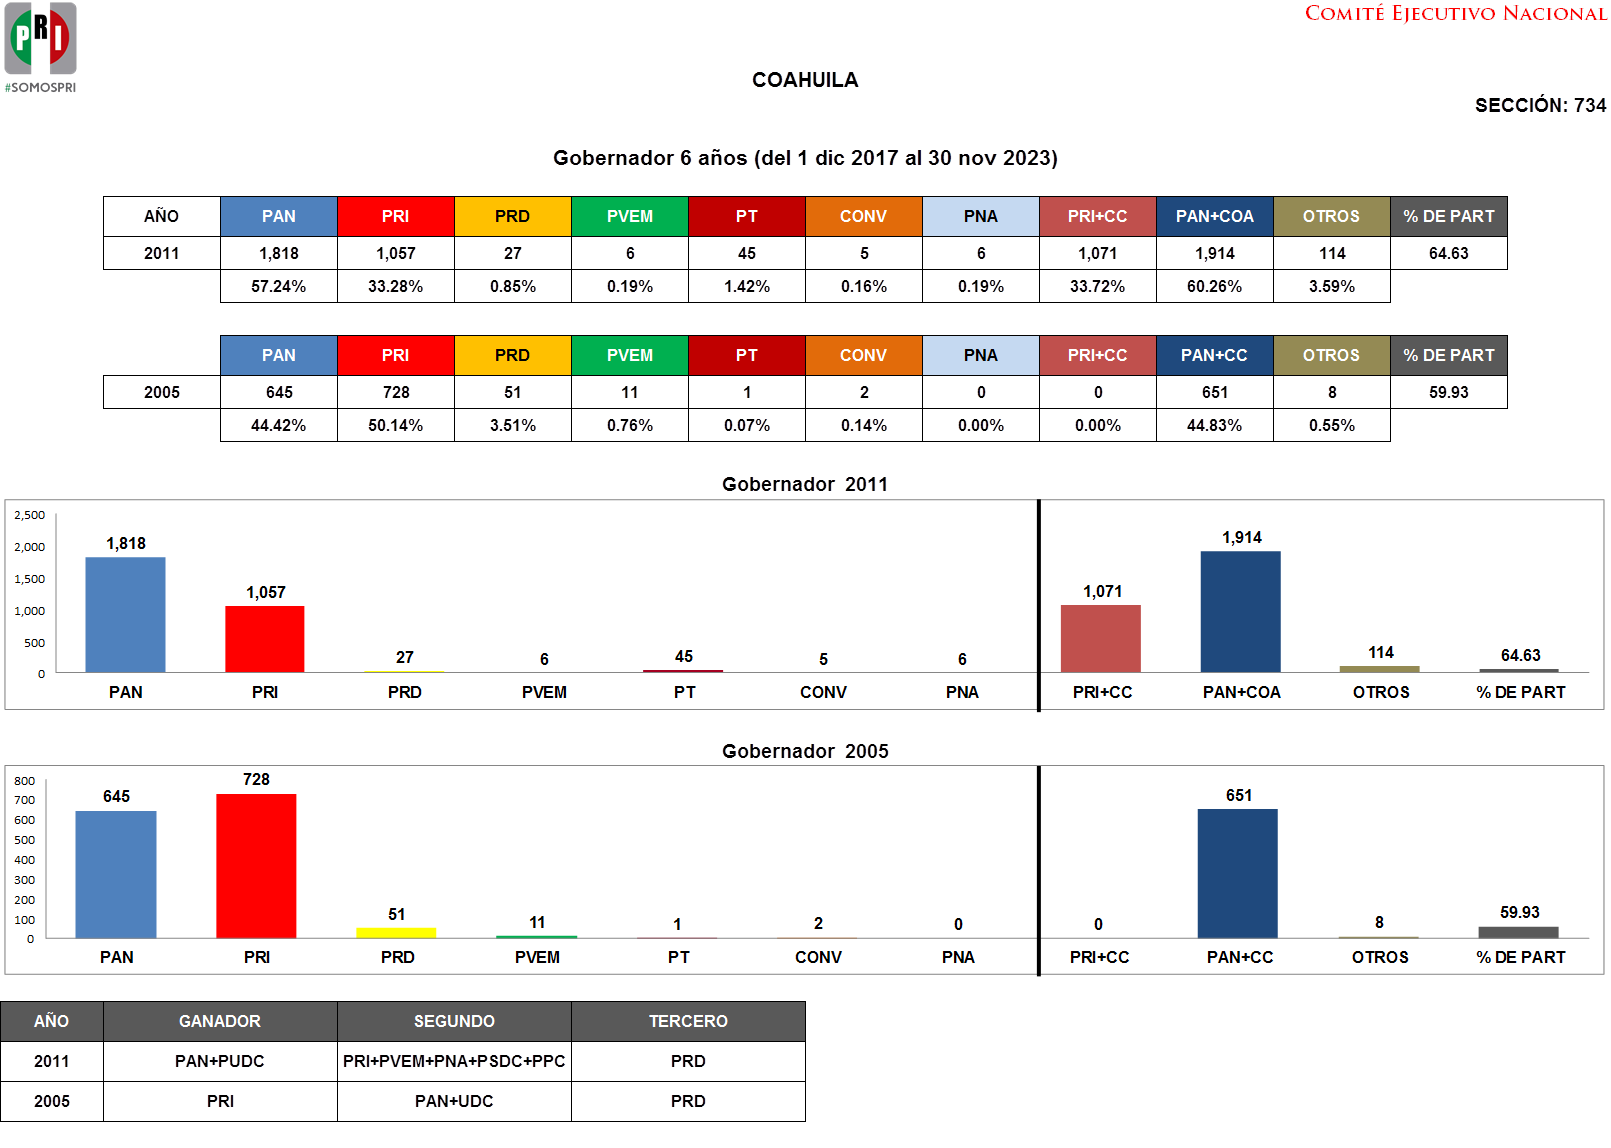 PRI
#SOMOSPRI
COMITÉ EJECUTIVO NACIONAL
COAHUILA
SECCIÓN: 734
Gobernador 6 años (del 1 dic 2017 al 30 nov 2023)
AÑO PAN PRI PRD PVEM PT CONV PNA PRI+CC PAN+COA OTROS % DE PART
2011 1,818 1,057 27 6 45 5 6 1,071 1,914 114 64.63
57.24% 33.28% 0.85% 0.19% 1.42% 0.16% 0.19% 33.72% 60.26% 3.59%
PAN PRI PRD PVEM PT CONV PNA PRI+CC PAN+CC OTROS % DE PART
2005 645 728 51 11 1 2 0 0 651 8 59.93
44.42% 50.14% 3.51% 0.76% 0.07% 0.14% 0.00% 0.00% 44.83% 0.55%
Gobernador 2011
2,500
2,000
1,500
1,000
500
0
1,818 1,057 27 6 45 5 6 1,071 1,914 114 64.63
PAN PRI PRD PVEM PT CONV PNA PRI+CC PAN+COA OTROS % DE PART
Gobernador 2005
800
700
600
500
400
300
200
100
0
645 728 51 11 1 2 0 0 651 8 59.93
PAN PRI PRD PVEM PT CONV PNA PRI+CC PAN+CC OTROS % DE PART
AÑO GANADOR SEGUNDO TERCERO
2011 PAN+PUDC PRI+PVEM+PNA+PSDC+PPC PRD
2005 PRI PAN+UDC PRD